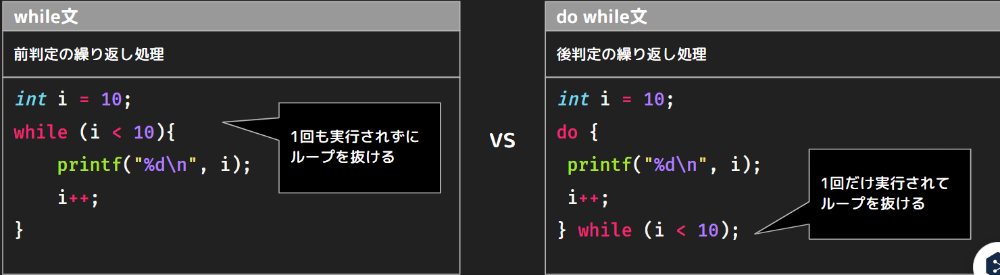 while文
前判定の繰り返し処理
int i = 10;
while (i < 10){
    printf("%d\n", i);
    i++;
}
1回も実行されずに
ループを抜ける
VS
do while文
後判定の繰り返し処理
int i = 10;
do {
 printf("%d\n", i);
 i++;
} while (i < 10);
1回だけ実行されて
ループを抜ける